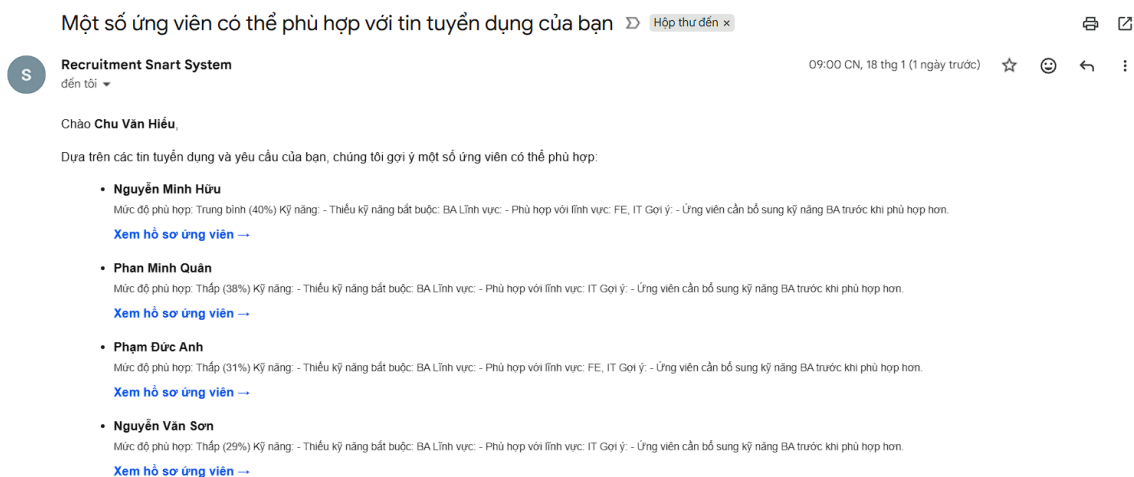 Một số ứng viên có thể phù hợp với tin tuyển dụng của bạn Hộp thư đến ×
S
Recruitment Snart System 09:00 CN, 18 thg 1 (1 ngày trước)
đến tôi
Chào Chu Văn Hiếu,
Dựa trên các tin tuyển dụng và yêu cầu của bạn, chúng tôi gợi ý một số ứng viên có thể phù hợp:
• Nguyễn Minh Hữu
Mức độ phù hợp: Trung bình (40%) Kỹ năng: - Thiếu kỹ năng bắt buộc: BA Lĩnh vực: - Phù hợp với lĩnh vực: FE, IT Gợi ý: - Ứng viên cần bổ sung kỹ năng BA trước khi phù hợp hơn.
Xem hồ sơ ứng viên →
• Phan Minh Quân
Mức độ phù hợp: Thấp (38%) Kỹ năng: - Thiếu kỹ năng bắt buộc: BA Lĩnh vực: - Phù hợp với lĩnh vực: IT Gợi ý: - Ứng viên cần bổ sung kỹ năng BA trước khi phù hợp hơn.
Xem hồ sơ ứng viên →
• Phạm Đức Anh
Mức độ phù hợp: Thấp (31%) Kỹ năng: - Thiếu kỹ năng bắt buộc: BA Lĩnh vực: - Phù hợp với lĩnh vực: FE, IT Gợi ý: - Ứng viên cần bổ sung kỹ năng BA trước khi phù hợp hơn.
Xem hồ sơ ứng viên →
• Nguyễn Văn Sơn
Mức độ phù hợp: Thấp (29%) Kỹ năng: - Thiếu kỹ năng bắt buộc: BA Lĩnh vực: - Phù hợp với lĩnh vực: IT Gợi ý: - Ứng viên cần bổ sung kỹ năng BA trước khi phù hợp hơn.
Xem hồ sơ ứng viên →